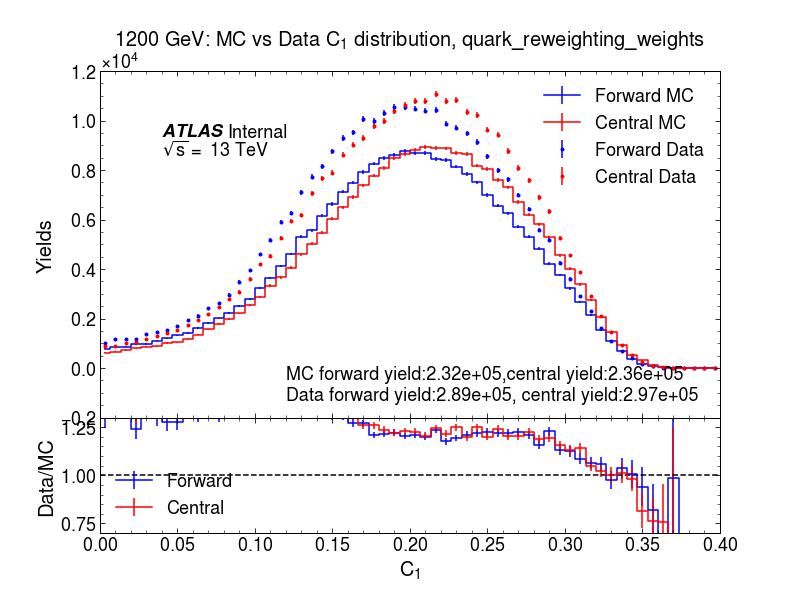 1200 GeV: MC vs Data C₁ distribution, quark_reweighting_weights
×10⁴
1.2
1.0
0.8
0.6
0.4
0.2
0.0
0.2
Yields
ATLAS Internal
√s = 13 TeV
Forward MC
Central MC
Forward Data
Central Data
MC forward yield:2.32e+05,central yield:2.36e+05
Data forward yield:2.89e+05, central yield:2.97e+05
1.25
1.00
0.75
Data/MC
Forward
Central
0.00 0.05 0.10 0.15 0.20 0.25 0.30 0.35 0.40
C₁